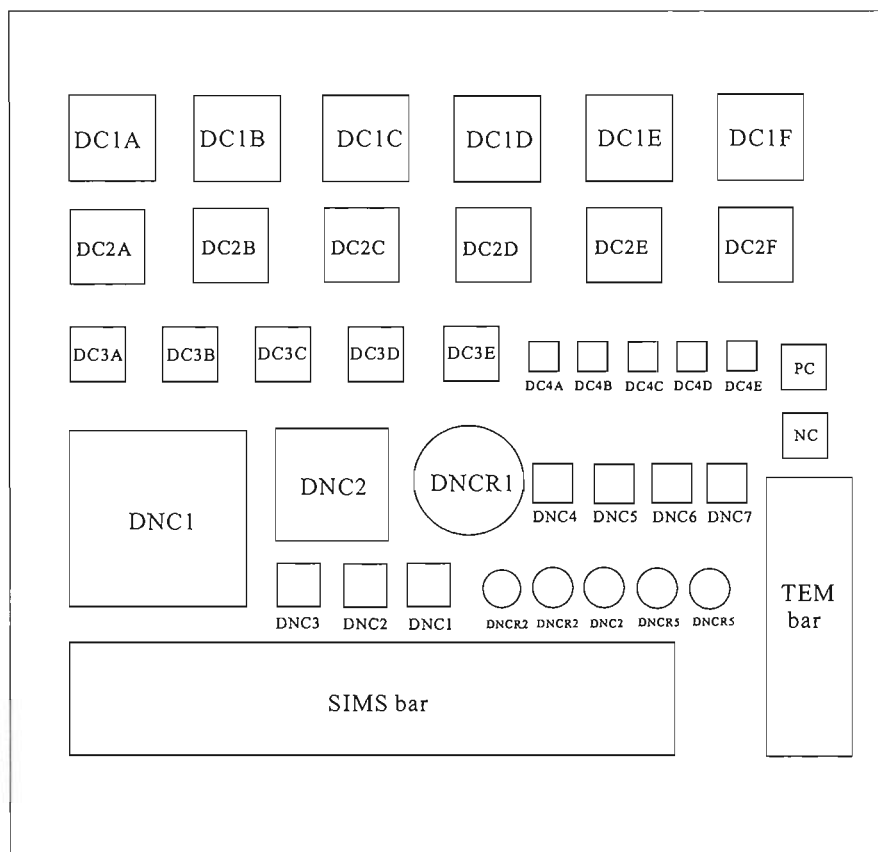 DC1A DC1B DC1C DC1D DC1E DC1F
DC2A DC2B DC2C DC2D DC2E DC2F
DC3A DC3B DC3C DC3D DC3E
DC4A DC4B DC4C DC4D DC4E
PC
NC
DNC1
DNC2
DNCR1
DNC4 DNC5 DNC6 DNC7
DNC3 DNC2 DNC1
DNCR2 DNCR2 DNC2 DNCR5 DNCR5
TEM
bar
SIMS bar